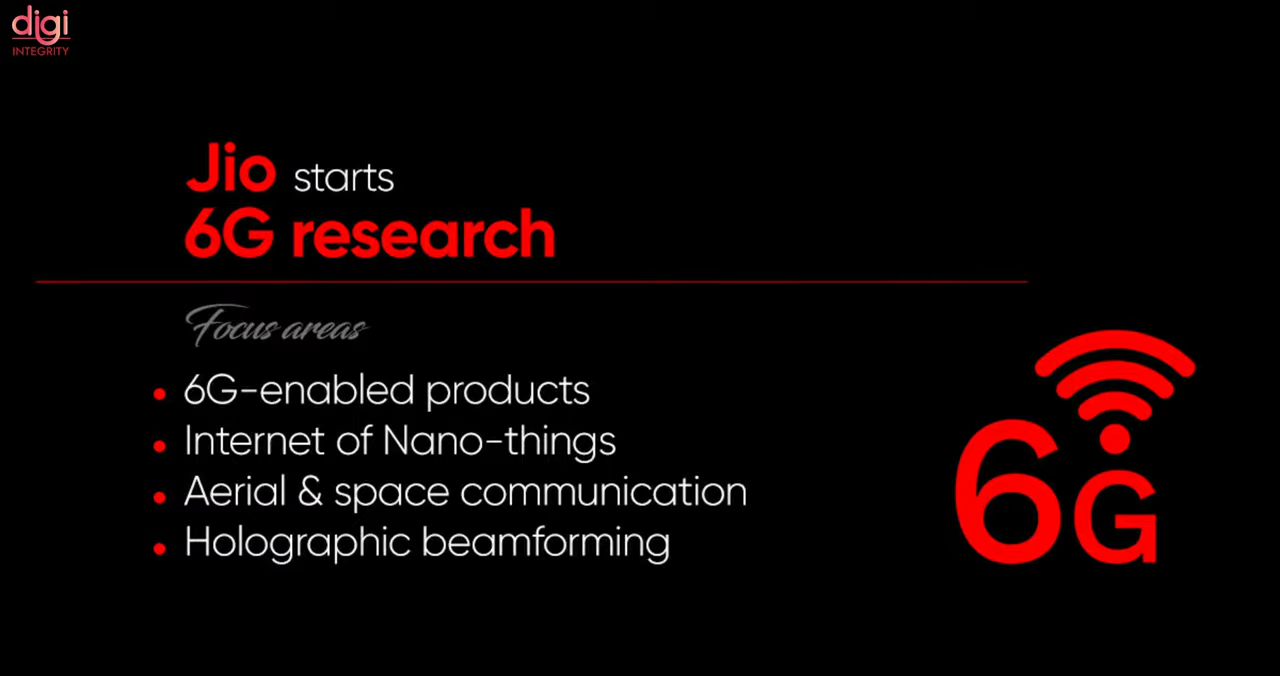 digi
INTEGRITY
Jio starts
6G research
Focus areas
6G-enabled products
Internet of Nano-things
Aerial & space communication
Holographic beamforming
6G